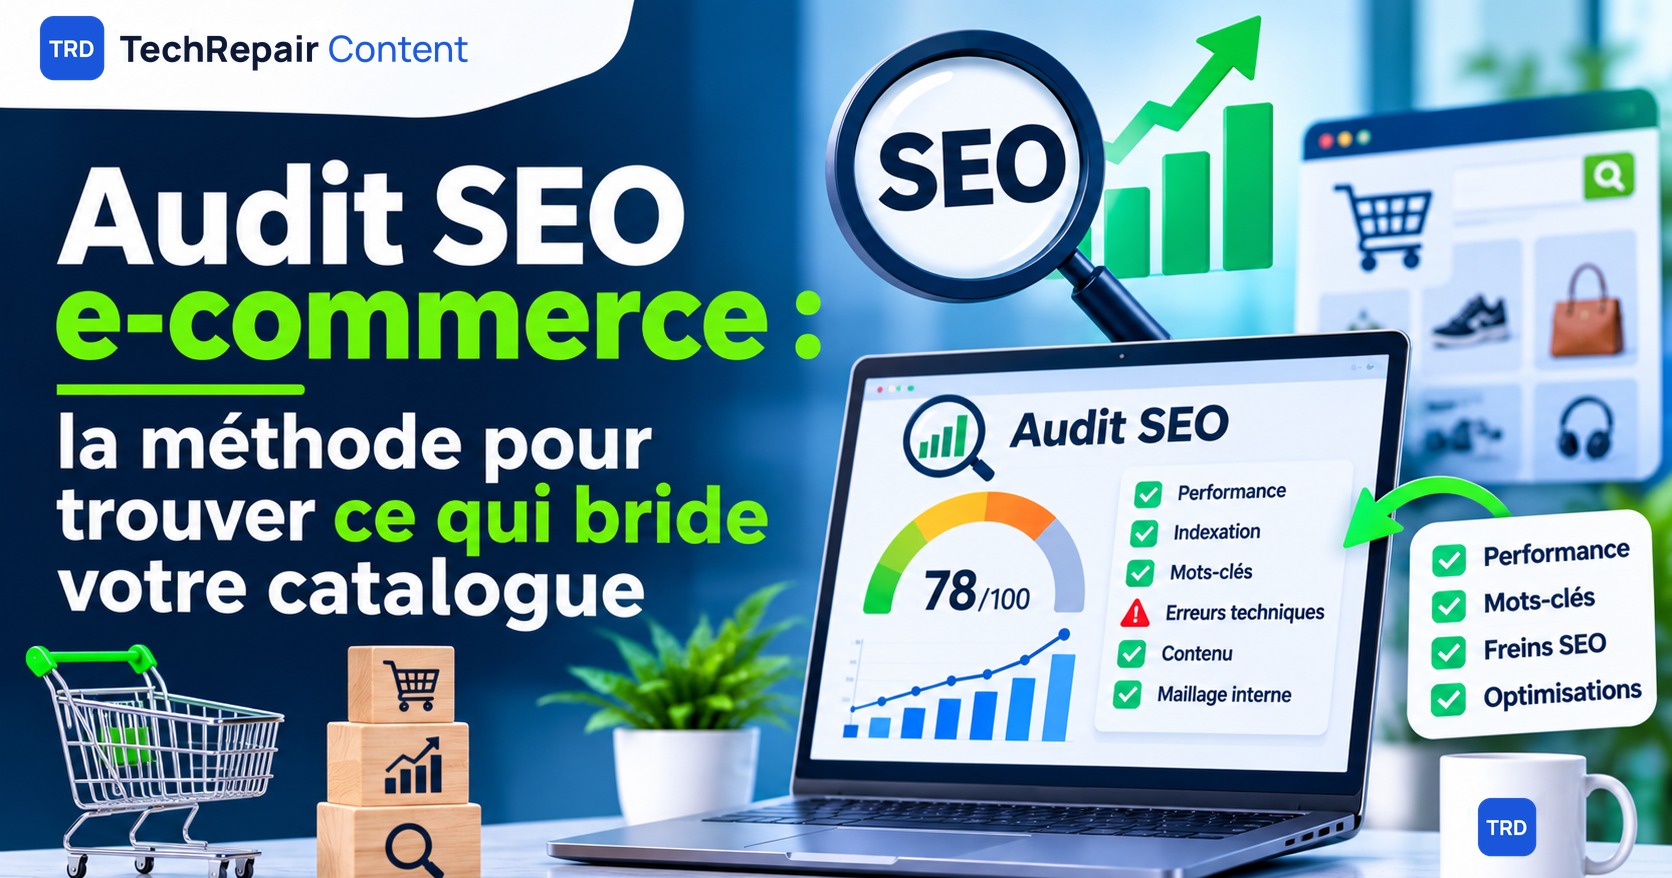 TRD TechRepair Content
Audit SEO
e-commerce :
la méthode pour
trouver ce qui bride
votre catalogue
SEO
Audit SEO
78/100
Performance
Indexation
Mots-clés
Erreurs techniques
Contenu
Maillage interne
Performance
Mots-clés
Freins SEO
Optimisations
TRD